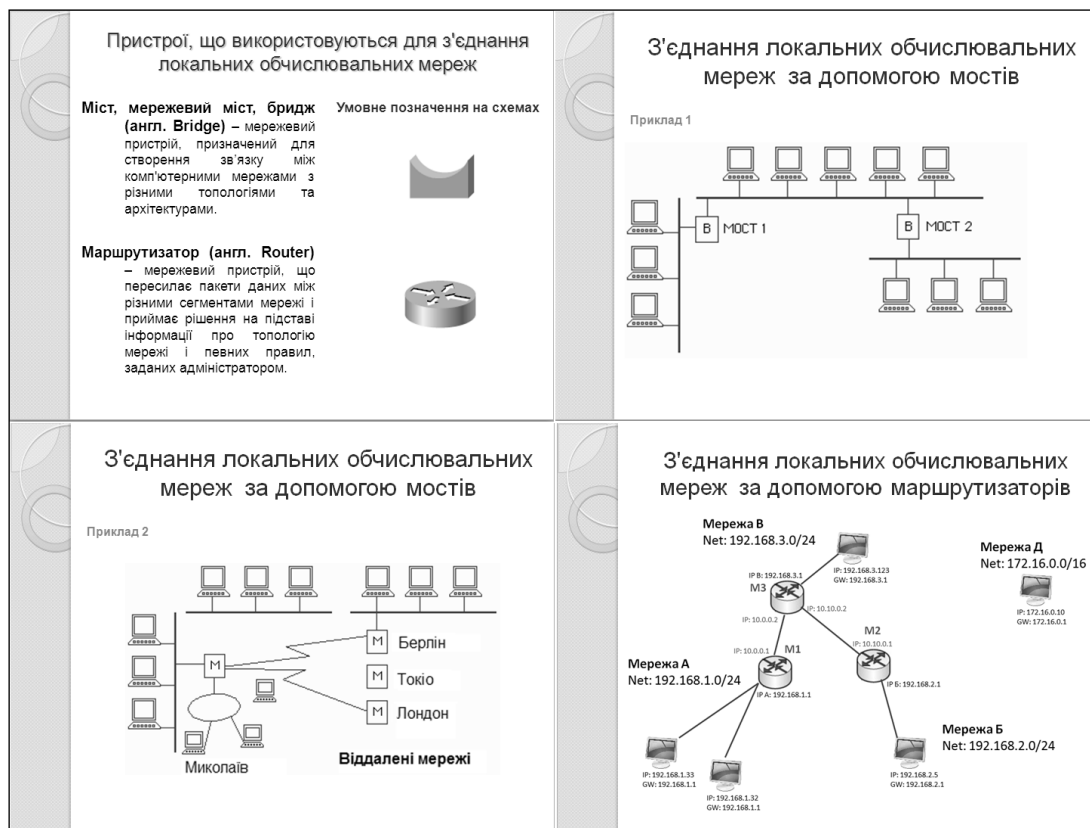 Пристрої, що використовуються для з'єднання
локальних обчислювальних мереж
Міст, мережевий міст, бридж
(англ. Bridge) – мережевий
пристрій, призначений для
створення зв’язку між
комп'ютерними мережами з
різними топологіями та
архітектурами.
Умовне позначення на схемах
Маршрутизатор (англ. Router)
– мережевий пристрій, що
пересилає пакети даних між
різними сегментами мережі і
приймає рішення на підставі
інформації про топологію
мережі і певних правил,
заданих адміністратором.
З'єднання локальних обчислювальних
мереж за допомогою мостів
Приклад 1
В МОСТ 1
В МОСТ 2
З'єднання локальних обчислювальних
мереж за допомогою мостів
Приклад 2
М Берлін
М
М Токіо
М Лондон
Миколаїв
Віддалені мережі
З'єднання локальних обчислювальних
мереж за допомогою маршрутизаторів
Мережа В
Net: 192.168.3.0/24
IP: 192.168.3.123
GW: 192.168.3.1
Мережа Д
Net: 172.16.0.0/16
IP: 172.16.0.10
GW: 172.16.0.1
IP В: 192.168.3.1
М3
IP: 10.10.0.2
IP: 10.0.0.2
М2
IP: 10.10.0.1
IP: 10.0.0.1
М1
Мережа А
Net: 192.168.1.0/24
IP А: 192.168.1.1
IP Б: 192.168.2.1
Мережа Б
Net: 192.168.2.0/24
IP: 192.168.1.33
GW: 192.168.1.1
IP: 192.168.1.32
GW: 192.168.1.1
IP: 192.168.2.5
GW: 192.168.2.1